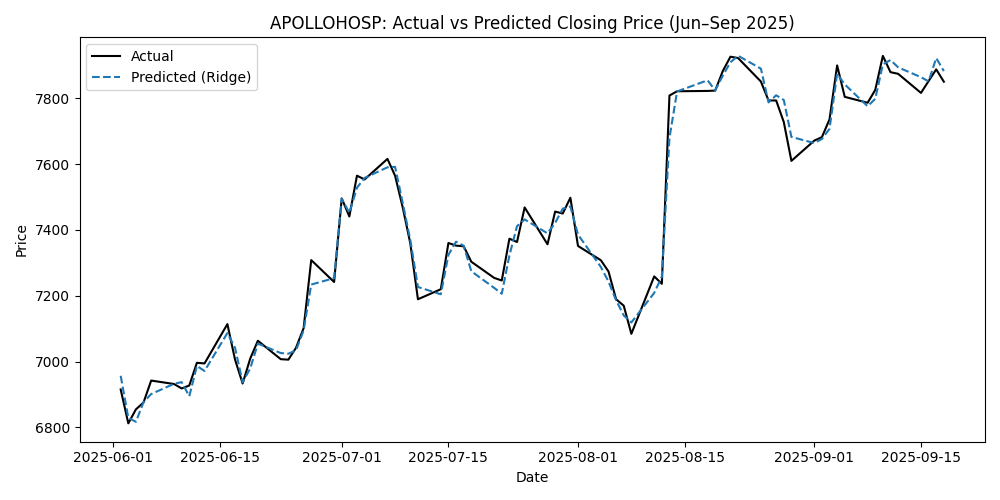 APOLLOHOSP: Actual vs Predicted Closing Price (Jun–Sep 2025)
Actual
Predicted (Ridge)
Price
7800
7600
7400
7200
7000
6800
2025-06-01 2025-06-15 2025-07-01 2025-07-15 2025-08-01 2025-08-15 2025-09-01 2025-09-15
Date